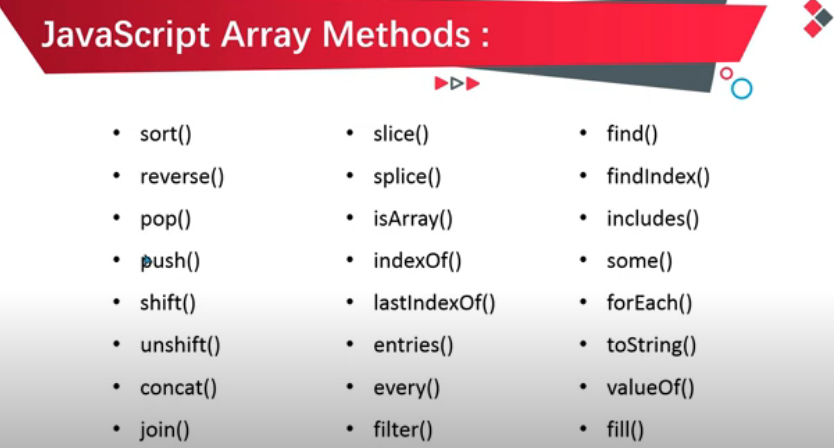 JavaScript Array Methods :
• sort()
• reverse()
• pop()
• push()
• shift()
• unshift()
• concat()
• join()
• slice()
• splice()
• isArray()
• indexOf()
• lastIndexOf()
• entries()
• every()
• filter()
• find()
• findIndex()
• includes()
• some()
• forEach()
• toString()
• valueOf()
• fill()